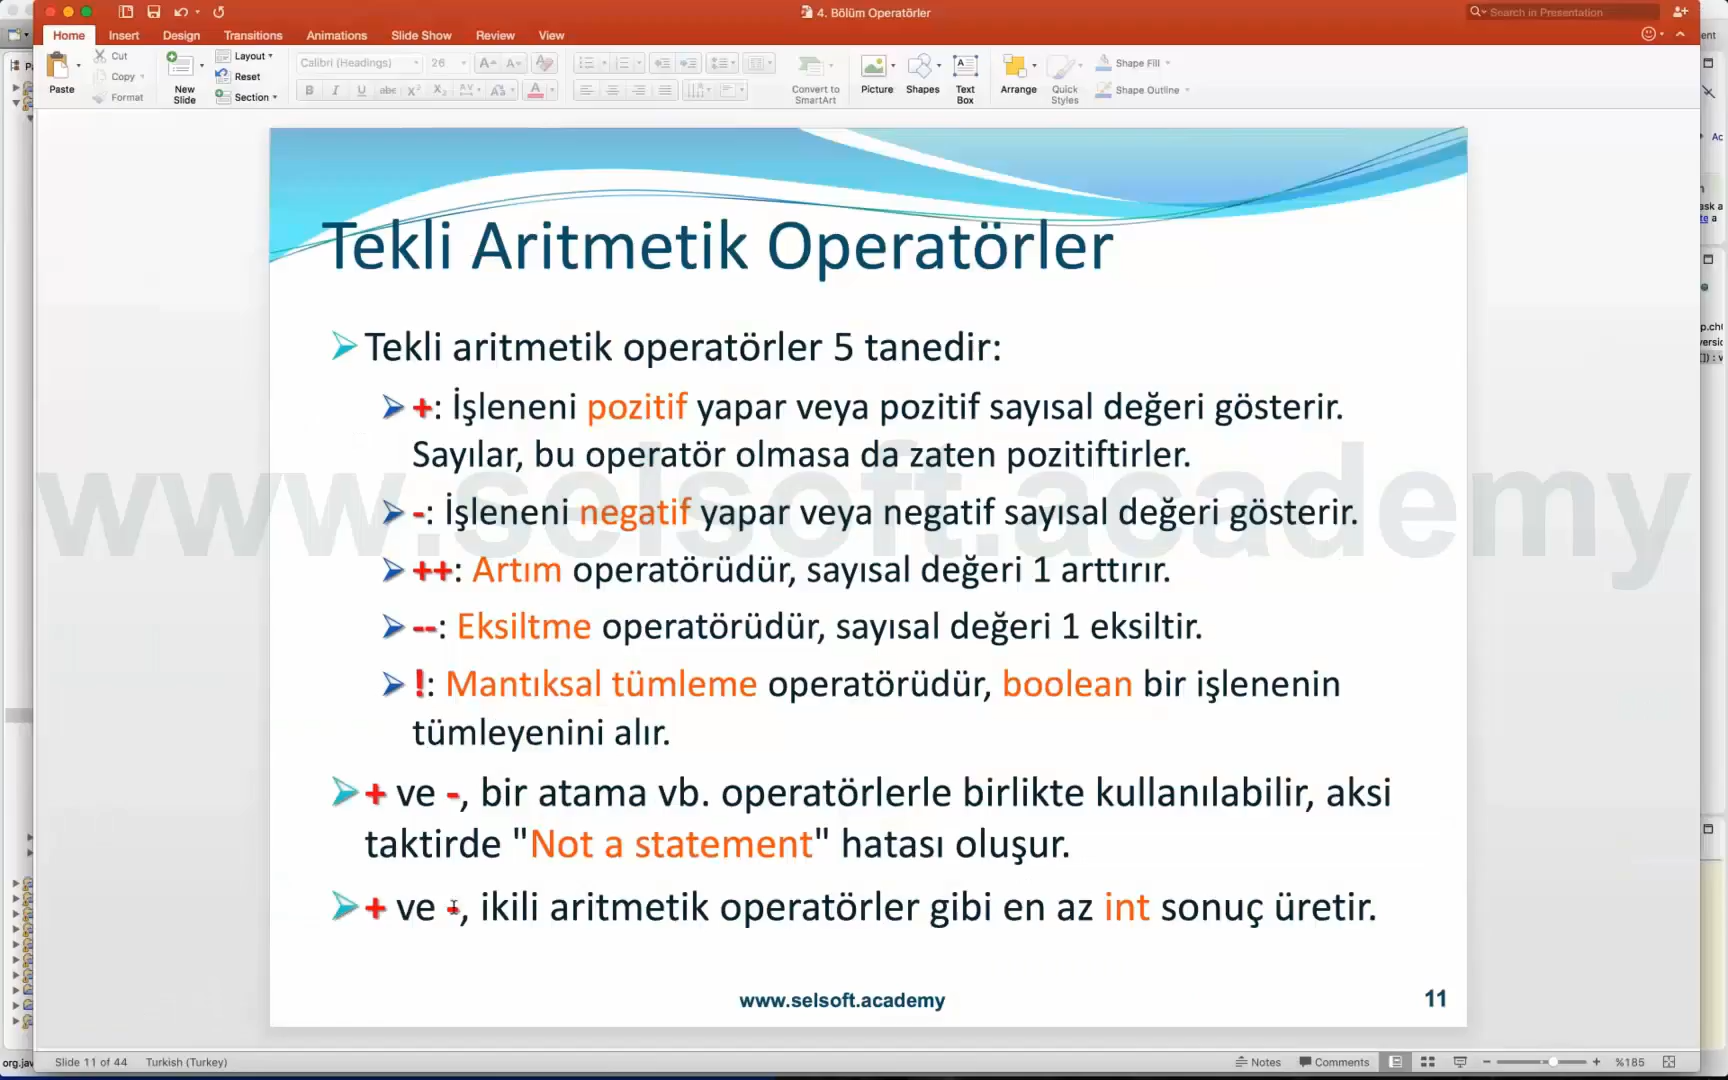 4. Bölüm Operatörler
Search in Presentation
Home Insert Design Transitions Animations Slide Show Review View
Paste Cut Copy Format
New Slide Layout Reset Section
Calibri (Headings) 26
Convert to SmartArt Picture Shapes Text Box Arrange Quick Styles Shape Fill Shape Outline
Tekli Aritmetik Operatörler
Tekli aritmetik operatörler 5 tanedir:
+: İşleneni pozitif yapar veya pozitif sayısal değeri gösterir.
Sayılar, bu operatör olmasa da zaten pozitiftirler.
-: İşleneni negatif yapar veya negatif sayısal değeri gösterir.
++: Artım operatörüdür, sayısal değeri 1 arttırır.
--: Eksiltme operatörüdür, sayısal değeri 1 eksiltir.
!: Mantıksal tümleme operatörüdür, boolean bir işlenenin
tümleyenini alır.
+ ve -, bir atama vb. operatörlerle birlikte kullanılabilir, aksi
taktirde "Not a statement" hatası oluşur.
+ ve -, ikili aritmetik operatörler gibi en az int sonuç üretir.
www.selsoft.academy
www.selsoft.academy 11
Slide 11 of 44 Turkish (Turkey) Notes Comments %185